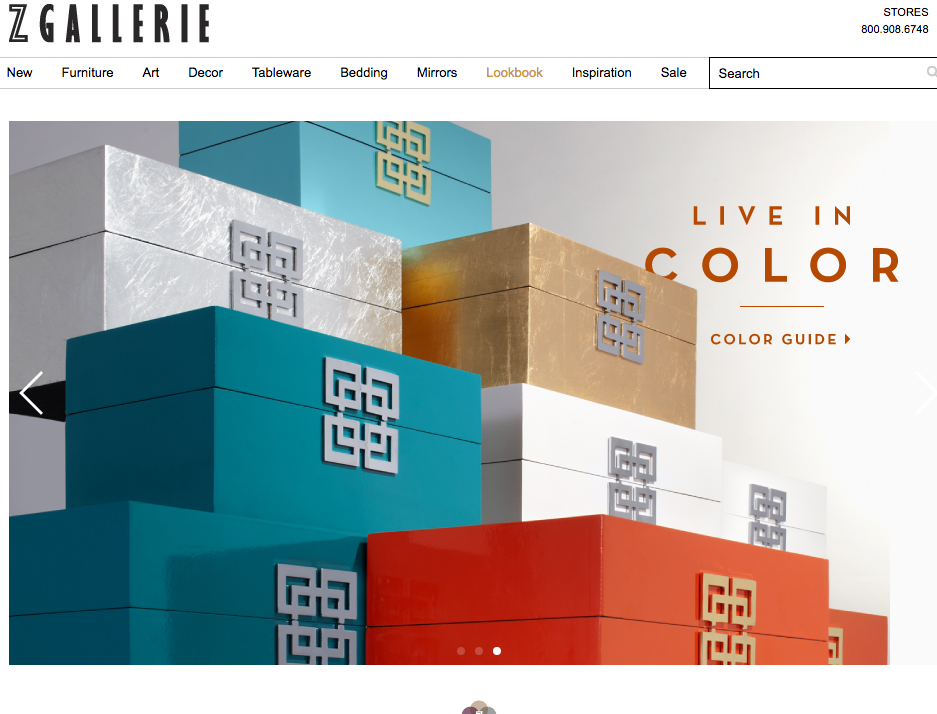 Z GALLERIE
STORES
800.908.6748
New Furniture Art Decor Tableware Bedding Mirrors Lookbook Inspiration Sale Search
LIVE IN
COLOR
COLOR GUIDE